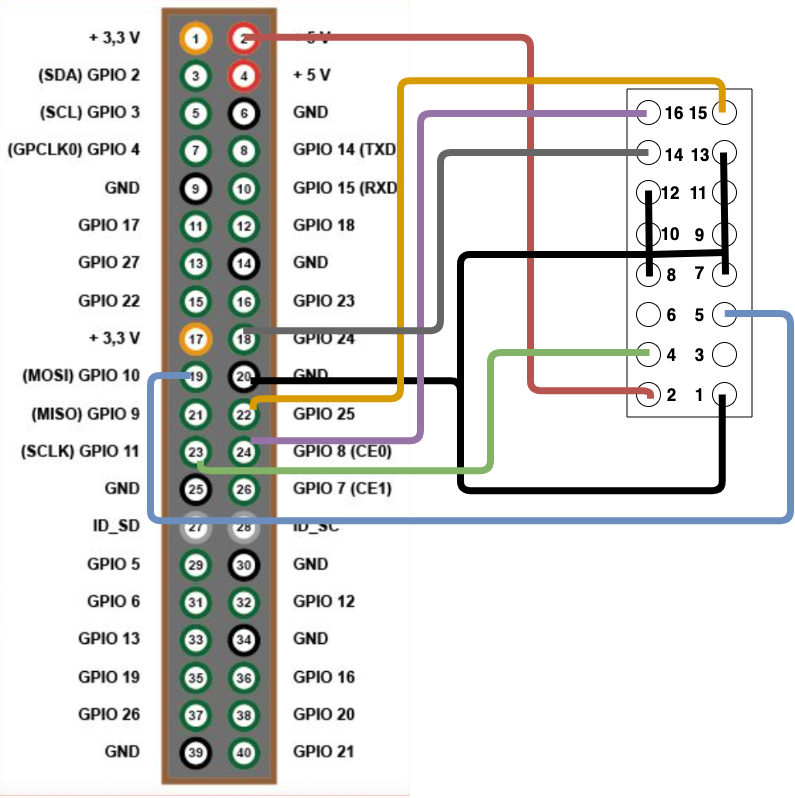 + 3,3 V 1 2 + 5 V
(SDA) GPIO 2 3 4 + 5 V
(SCL) GPIO 3 5 6 GND 16 15
(GPCLK0) GPIO 4 7 8 GPIO 14 (TXD 14 13
GND 9 10 GPIO 15 (RXD 12 11
GPIO 17 11 12 GPIO 18 10 9
GPIO 27 13 14 GND 8 7
GPIO 22 15 16 GPIO 23 6 5
+ 3,3 V 17 18 GPIO 24 4 3
(MOSI) GPIO 10 19 20 GND 2 1
(MISO) GPIO 9 21 22 GPIO 25
(SCLK) GPIO 11 23 24 GPIO 8 (CE0)
GND 25 26 GPIO 7 (CE1)
ID_SD 27 28 ID_SC
GPIO 5 29 30 GND
GPIO 6 31 32 GPIO 12
GPIO 13 33 34 GND
GPIO 19 35 36 GPIO 16
GPIO 26 37 38 GPIO 20
GND 39 40 GPIO 21